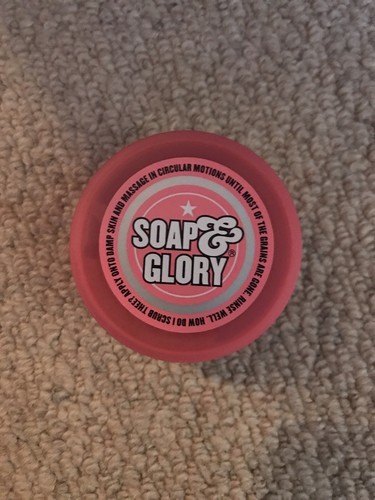 SOAP&
GLORY®
HOW DO I SCRUB THEE? APPLY ONTO DAMP SKIN AND MASSAGE IN CIRCULAR MOTIONS UNTIL MOST OF THE GRAINS ARE GONE. RINSE WELL.